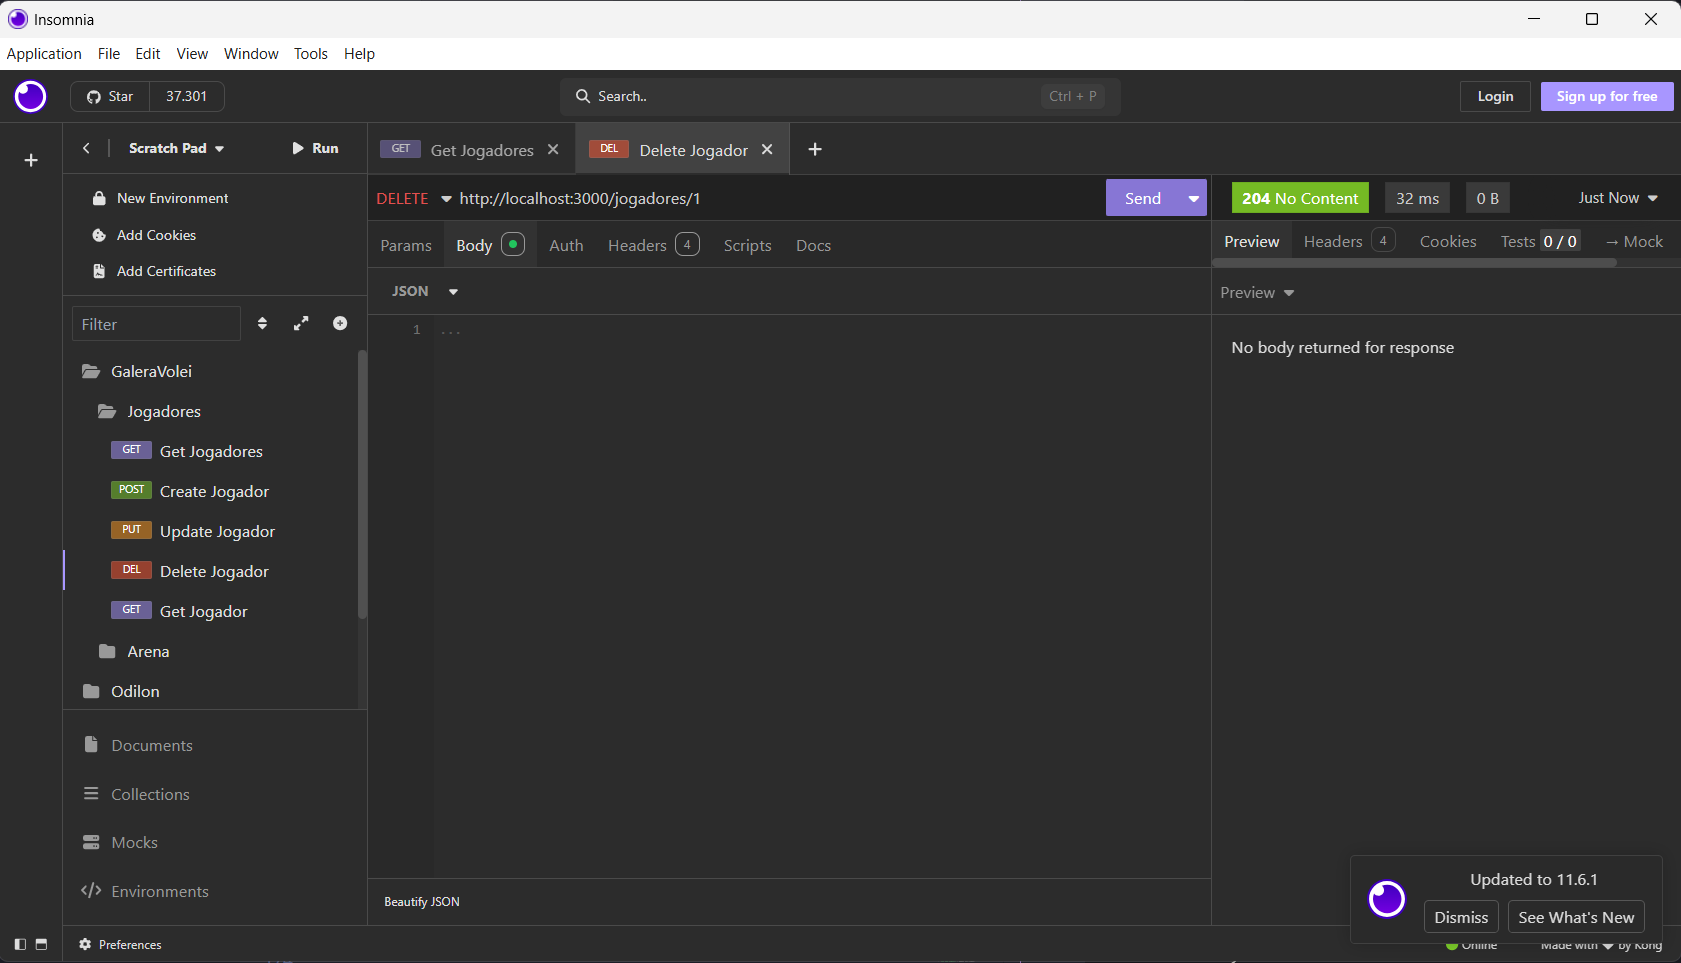 Insomnia
Application File Edit View Window Tools Help
Star 37.301
Search..
Ctrl + P
Login
Sign up for free
Scratch Pad
Run
GET Get Jogadores
DEL Delete Jogador
New Environment
Add Cookies
Add Certificates
Filter
GaleraVolei
Jogadores
GET Get Jogadores
POST Create Jogador
PUT Update Jogador
DEL Delete Jogador
GET Get Jogador
Arena
Odilon
Documents
Collections
Mocks
Environments
Preferences
DELETE http://localhost:3000/jogadores/1
Send
Params Body Auth Headers 4 Scripts Docs
JSON
1 ...
Beautify JSON
204 No Content 32 ms 0 B Just Now
Preview Headers 4 Cookies Tests 0 / 0 → Mock
Preview
No body returned for response
Updated to 11.6.1
Dismiss
See What's New
Online
Made with ❤ by Kong